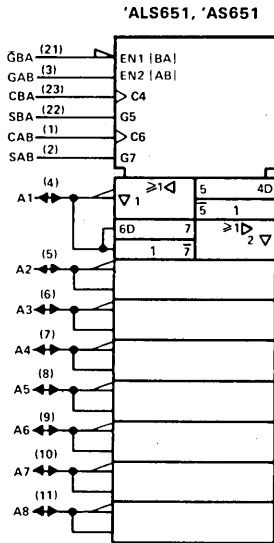 'ALS651, 'AS651
G̅BA (21) EN1 [BA]
GAB (3) EN2 [AB]
CBA (23) C4
SBA (22) G5
CAB (1) C6
SAB (2) G7
A1 (4) ▽ 1 ≥1 ◁ 5 4D
5̅ 1
6D 7 ≥1 ▷
1 7̅ 2 ▽
A2 (5)
A3 (6)
A4 (7)
A5 (8)
A6 (9)
A7 (10)
A8 (11)